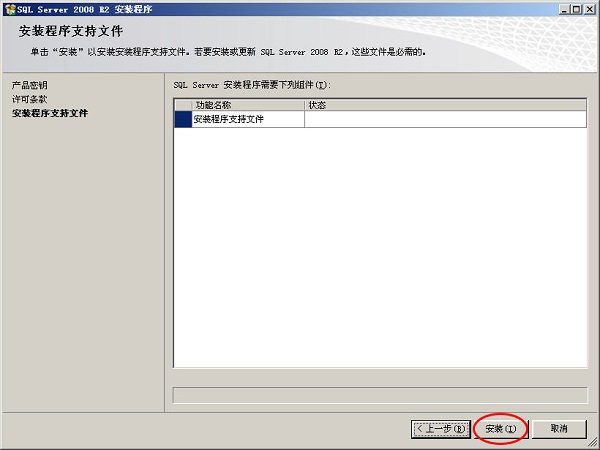 SQL Server 2008 R2 安装程序
安装程序支持文件
单击“安装”以安装安装程序支持文件。若要安装或更新 SQL Server 2008 R2，这些文件是必需的。
产品密钥
许可条款
安装程序支持文件
SQL Server 安装程序需要下列组件(I):
功能名称 状态
安装程序支持文件
< 上一步(B) 安装(I) 取消